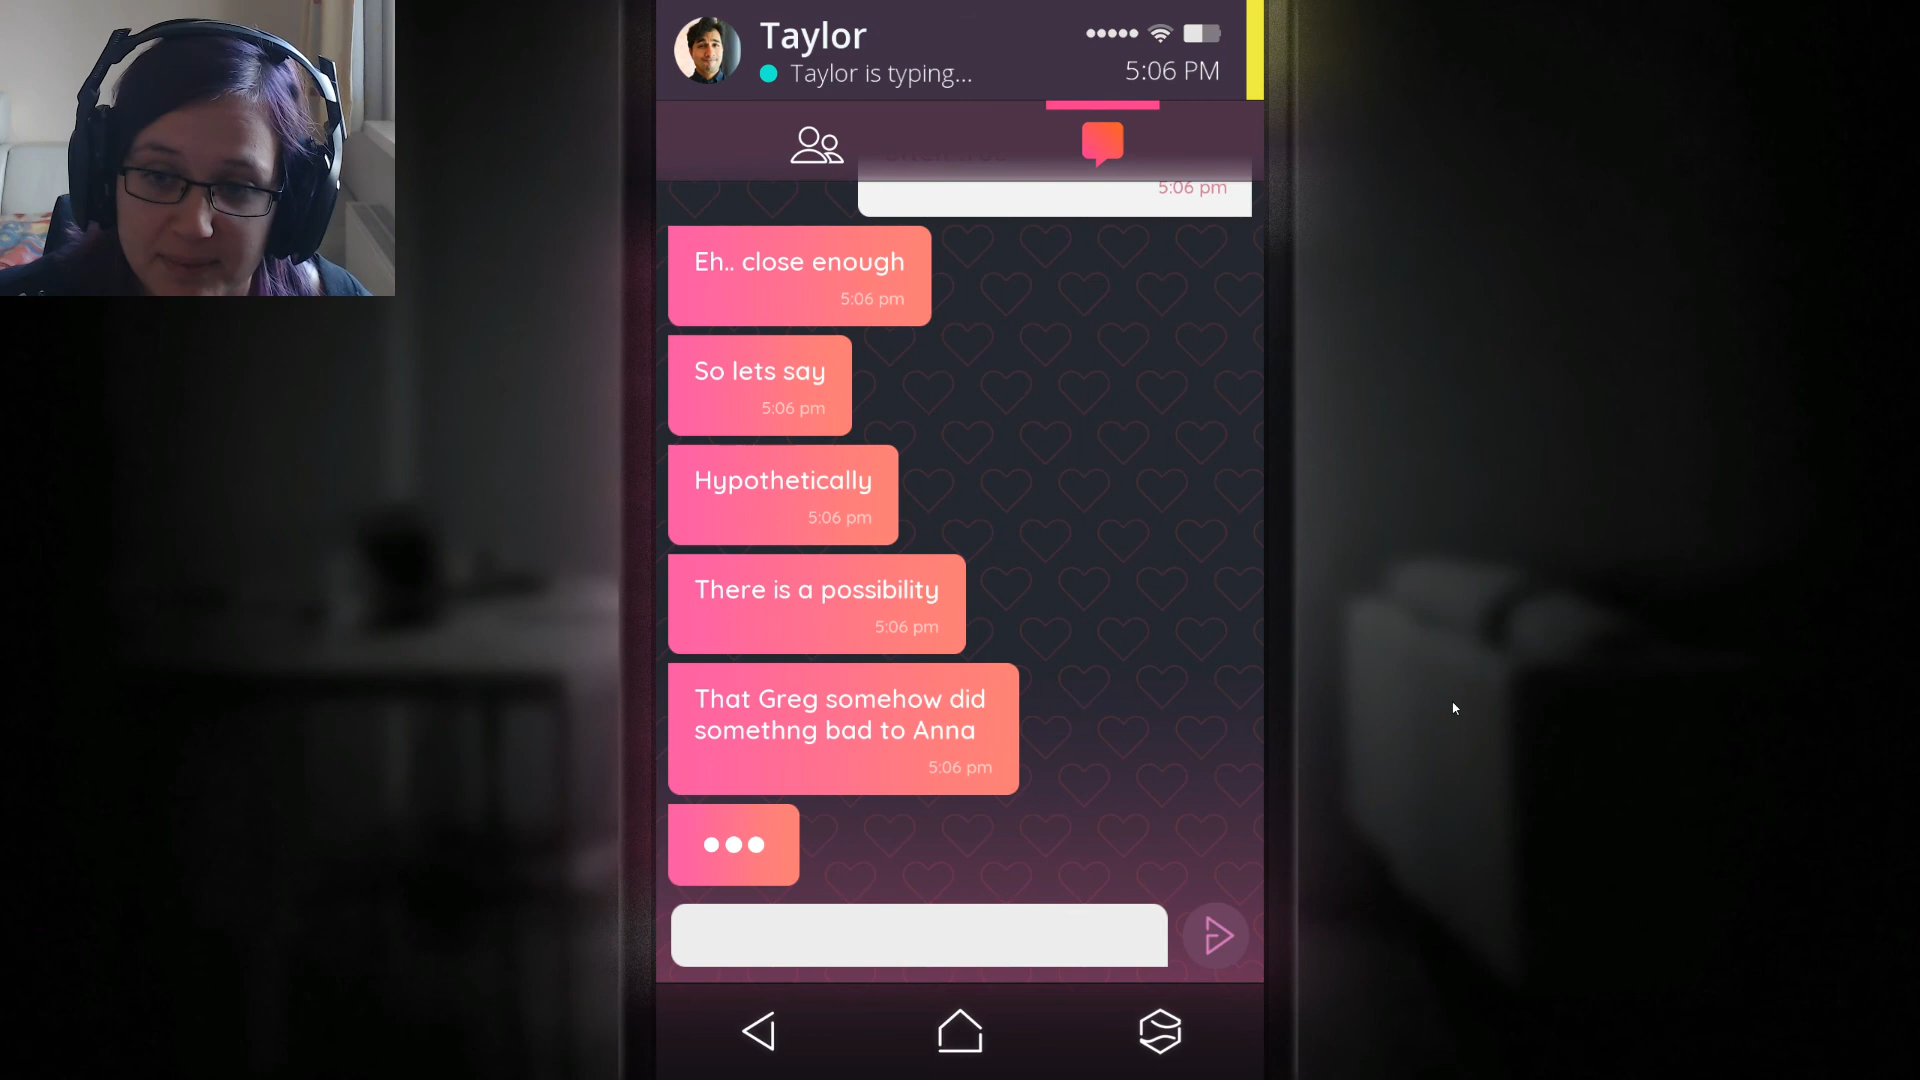 Taylor
Taylor is typing...
5:06 PM
5:06 pm
Eh.. close enough
5:06 pm
So lets say
5:06 pm
Hypothetically
5:06 pm
There is a possibility
5:06 pm
That Greg somehow did
somethng bad to Anna
5:06 pm